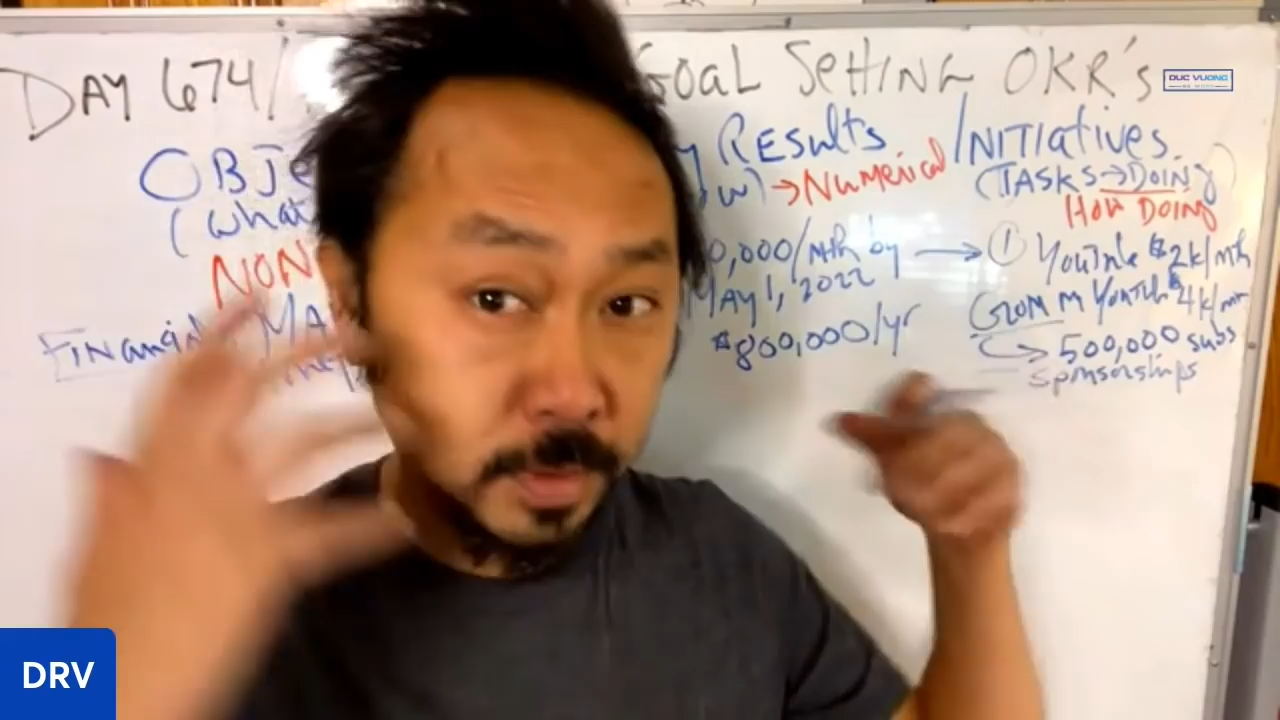 DAY 674/ GOAL SETTING OKR's
DUC VUONG
OBJE y RESults INITIAtives
(what w) →NumeRical (TASKS→DOING)
NON HOW DOING
0,000/mth by → ① YouTube $2k/mth
MAY 1, 2022
Financial MA GROW M YouTube $4k/mth
$800,000/yr → 500,000 subs
sponsorships
DRV